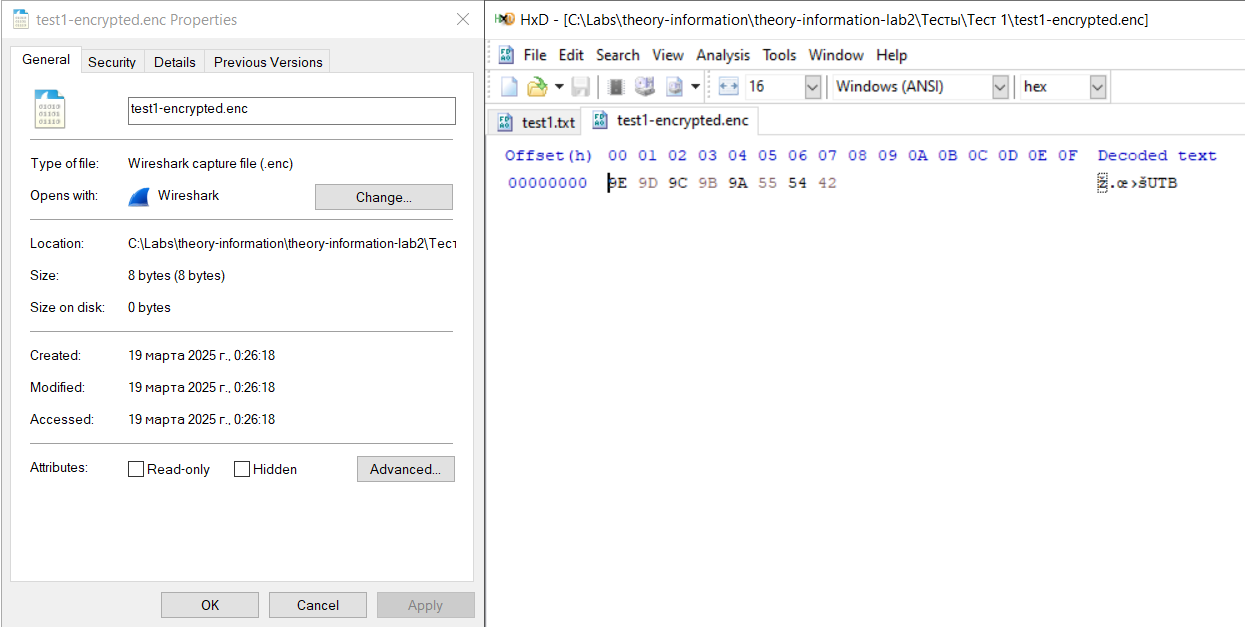 test1-encrypted.enc Properties
General Security Details Previous Versions
test1-encrypted.enc
Type of file: Wireshark capture file (.enc)
Opens with: Wireshark Change...
Location: C:\Labs\theory-information\theory-information-lab2\Тест
Size: 8 bytes (8 bytes)
Size on disk: 0 bytes
Created: 19 марта 2025 г., 0:26:18
Modified: 19 марта 2025 г., 0:26:18
Accessed: 19 марта 2025 г., 0:26:18
Attributes: Read-only Hidden Advanced...
OK Cancel Apply
HxD - [C:\Labs\theory-information\theory-information-lab2\Тесты\Тест 1\test1-encrypted.enc]
File Edit Search View Analysis Tools Window Help
16 Windows (ANSI) hex
test1.txt test1-encrypted.enc
Offset(h) 00 01 02 03 04 05 06 07 08 09 0A 0B 0C 0D 0E 0F Decoded text
00000000 9E 9D 9C 9B 9A 55 54 42 ž.œ›šUTB